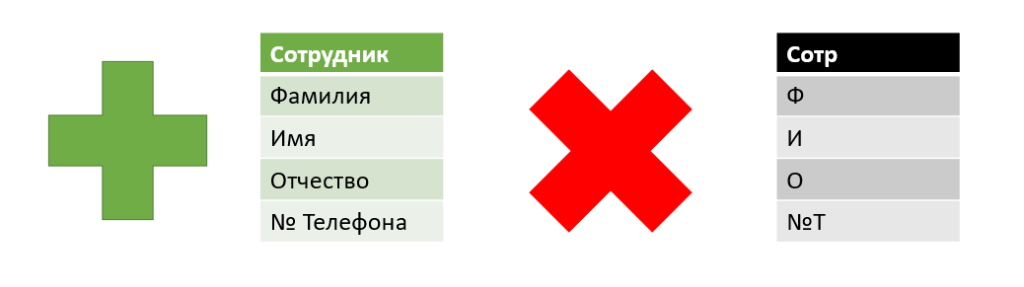 Сотрудник
Фамилия
Имя
Отчество
№ Телефона
Сотр
Ф
И
О
№Т